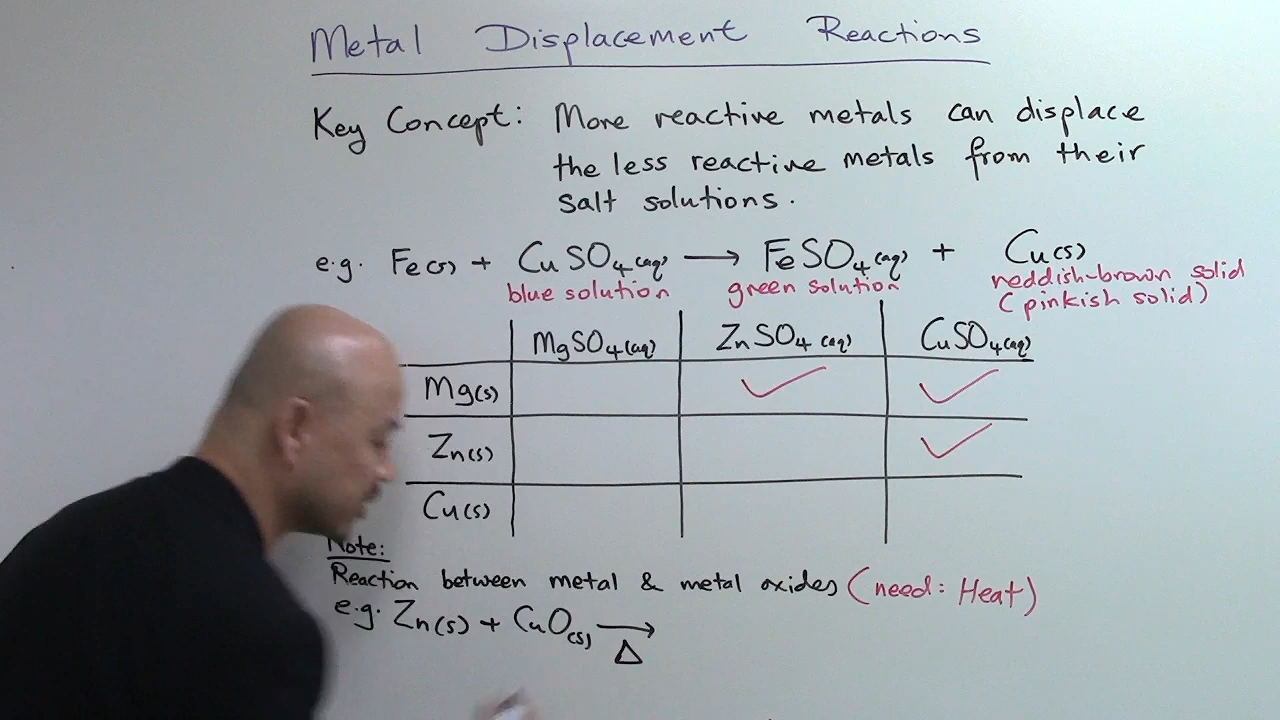 Metal Displacement Reactions
Key Concept: More reactive metals can displace
the less reactive metals from their
salt solutions.
e.g. Fe(s) + CuSO4(aq) → FeSO4(aq) + Cu(s)
blue solution green solution reddish-brown solid
(pinkish solid)
MgSO4(aq) ZnSO4(aq) CuSO4(aq)
Mg(s) ✓ ✓
Zn(s) ✓
Cu(s)
Note:
Reaction between metal & metal oxides (need: Heat)
e.g. Zn(s) + CuO(s) →
Δ